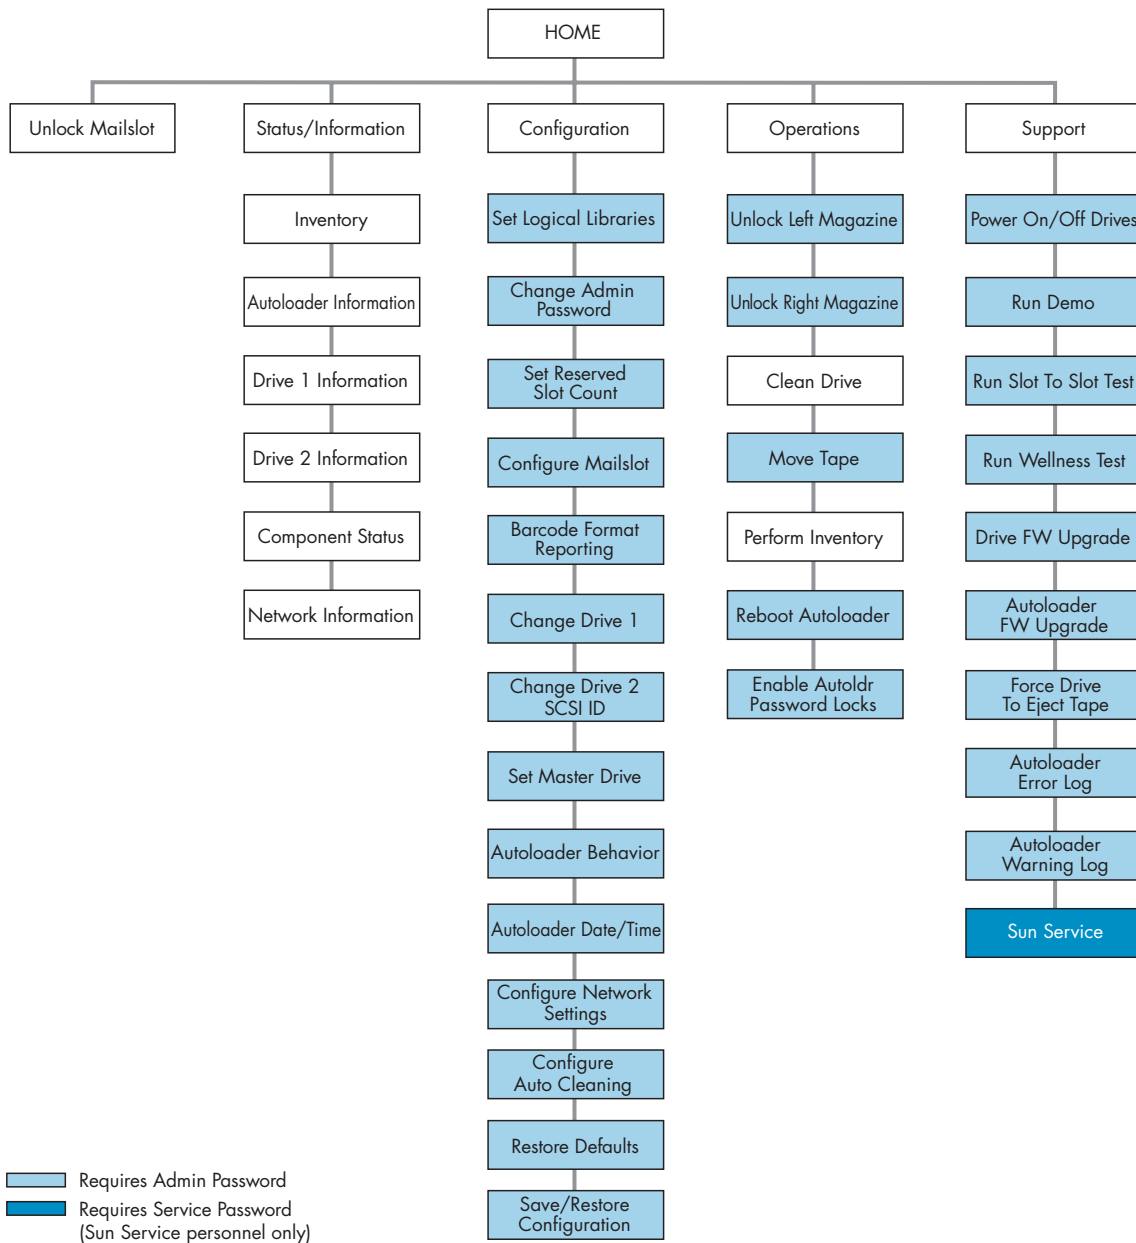 HOME
Unlock Mailslot
Status/Information
Configuration
Operations
Support
Inventory
Autoloader Information
Drive 1 Information
Drive 2 Information
Component Status
Network Information
Set Logical Libraries
Change Admin
Password
Set Reserved
Slot Count
Configure Mailslot
Barcode Format
Reporting
Change Drive 1
Change Drive 2
SCSI ID
Set Master Drive
Autoloader Behavior
Autoloader Date/Time
Configure Network
Settings
Configure
Auto Cleaning
Restore Defaults
Save/Restore
Configuration
Unlock Left Magazine
Unlock Right Magazine
Clean Drive
Move Tape
Perform Inventory
Reboot Autoloader
Enable Autoldr
Password Locks
Power On/Off Drives
Run Demo
Run Slot To Slot Test
Run Wellness Test
Drive FW Upgrade
Autoloader
FW Upgrade
Force Drive
To Eject Tape
Autoloader
Error Log
Autoloader
Warning Log
Sun Service
Requires Admin Password
Requires Service Password
(Sun Service personnel only)